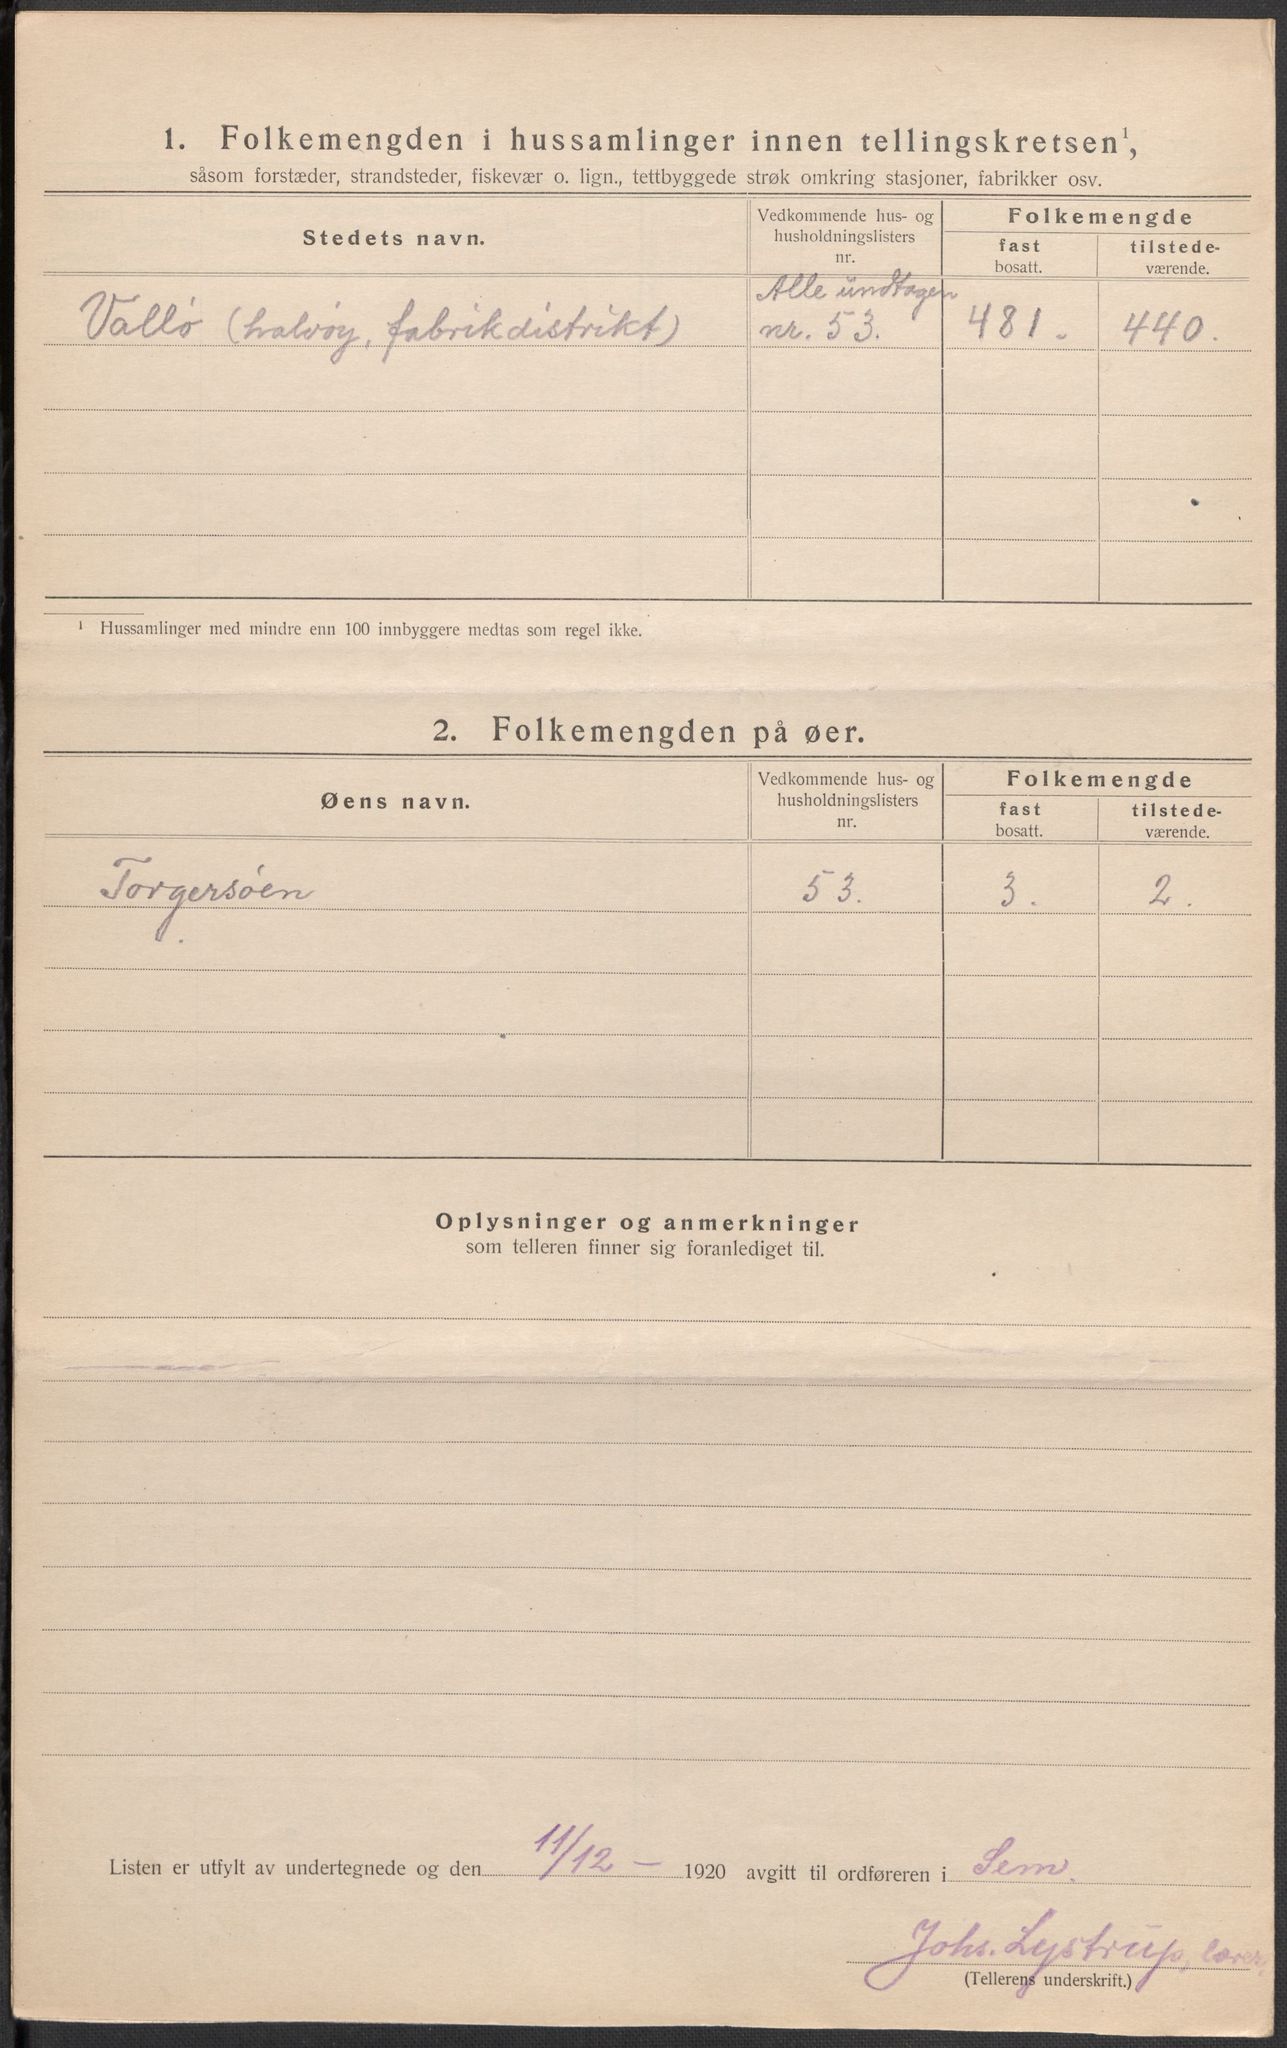 1. Folkemengden i hussamlinger innen tellingskretsen¹,
såsom forstæder, strandsteder, fiskevær o. lign., tettbyggede strøk omkring stasjoner, fabrikker osv.
Stedets navn.
Vedkommende hus- og
husholdningslisters
nr.
Folkemengde
fast
bosatt.
tilstede-
værende.
Vallö (halvöy, fabrikdistrikt)
Alle undtagen
nr. 53.
481.
440.
¹ Hussamlinger med mindre enn 100 innbyggere medtas som regel ikke.
2. Folkemengden på øer.
Øens navn.
Vedkommende hus- og
husholdningslisters
nr.
Folkemengde
fast
bosatt.
tilstede-
værende.
Torgersöen
53.
3.
2.
Oplysninger og anmerkninger
som telleren finner sig foranlediget til.
Listen er utfylt av undertegnede og den 11/12 — 1920 avgitt til ordføreren i Sem.
Johs. Lystrup, lærer.
(Tellerens underskrift.)